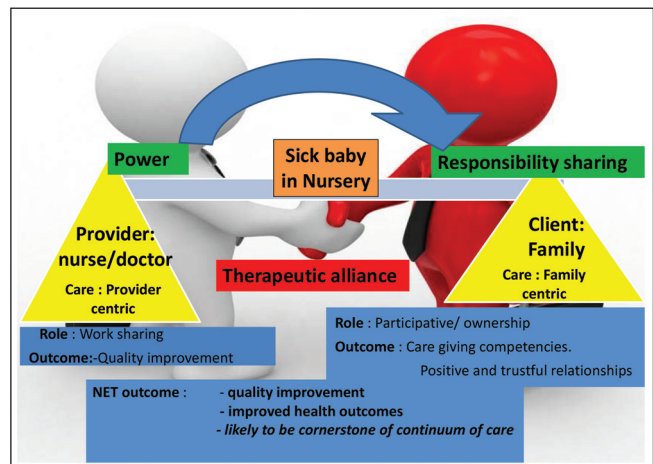 Power
Sick baby
in Nursery
Responsibility sharing
Provider:
nurse/doctor
Care : Provider
centric
Therapeutic alliance
Client:
Family
Care : Family
centric
Role : Work sharing
Outcome:-Quality improvement
Role : Participative/ ownership
Outcome : Care giving competencies.
Positive and trustful relationships
NET outcome : - quality improvement
- improved health outcomes
- likely to be cornerstone of continuum of care